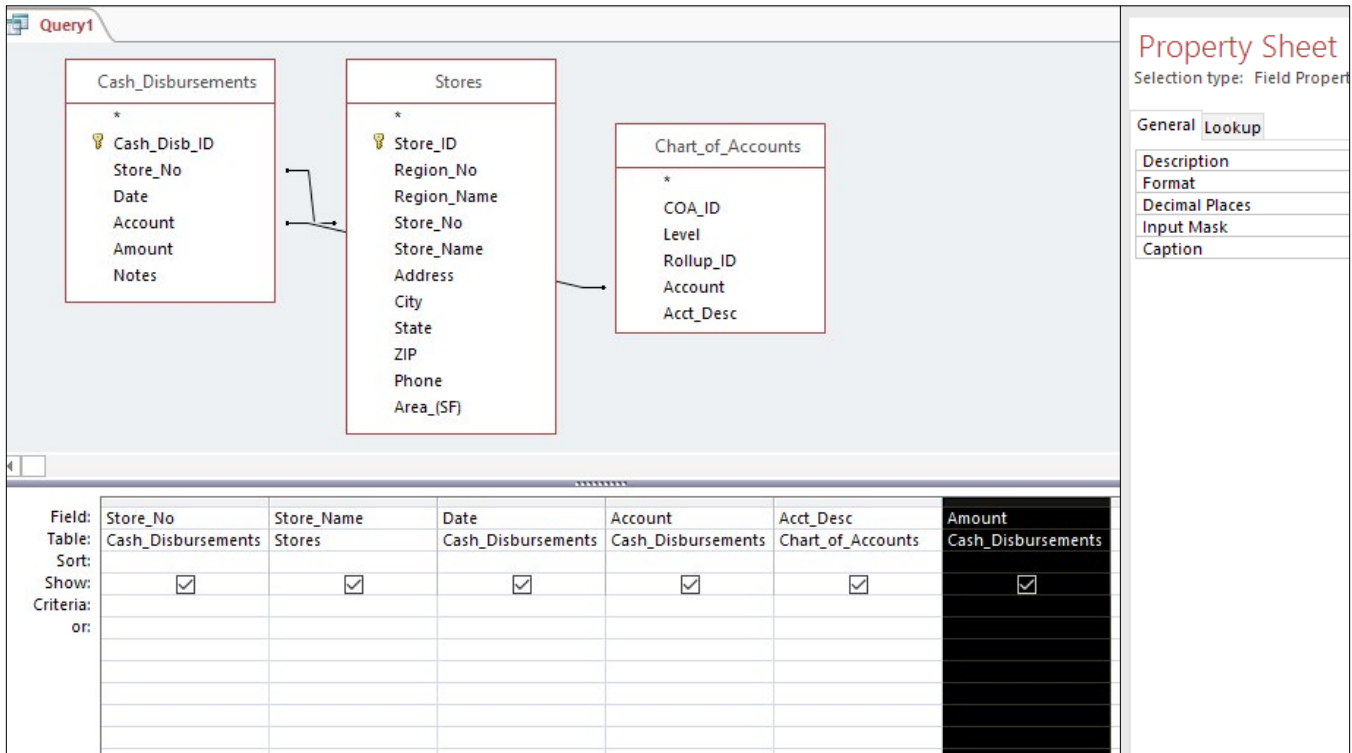 Query1
Cash_Disbursements
*
Cash_Disb_ID
Store_No
Date
Account
Amount
Notes
Stores
*
Store_ID
Region_No
Region_Name
Store_No
Store_Name
Address
City
State
ZIP
Phone
Area_(SF)
Chart_of_Accounts
*
COA_ID
Level
Rollup_ID
Account
Acct_Desc
Field: Store_No Store_Name Date Account Acct_Desc Amount
Table: Cash_Disbursements Stores Cash_Disbursements Cash_Disbursements Chart_of_Accounts Cash_Disbursements
Sort:
Show:
Criteria:
or:
Property Sheet
Selection type: Field Propert
General Lookup
Description
Format
Decimal Places
Input Mask
Caption